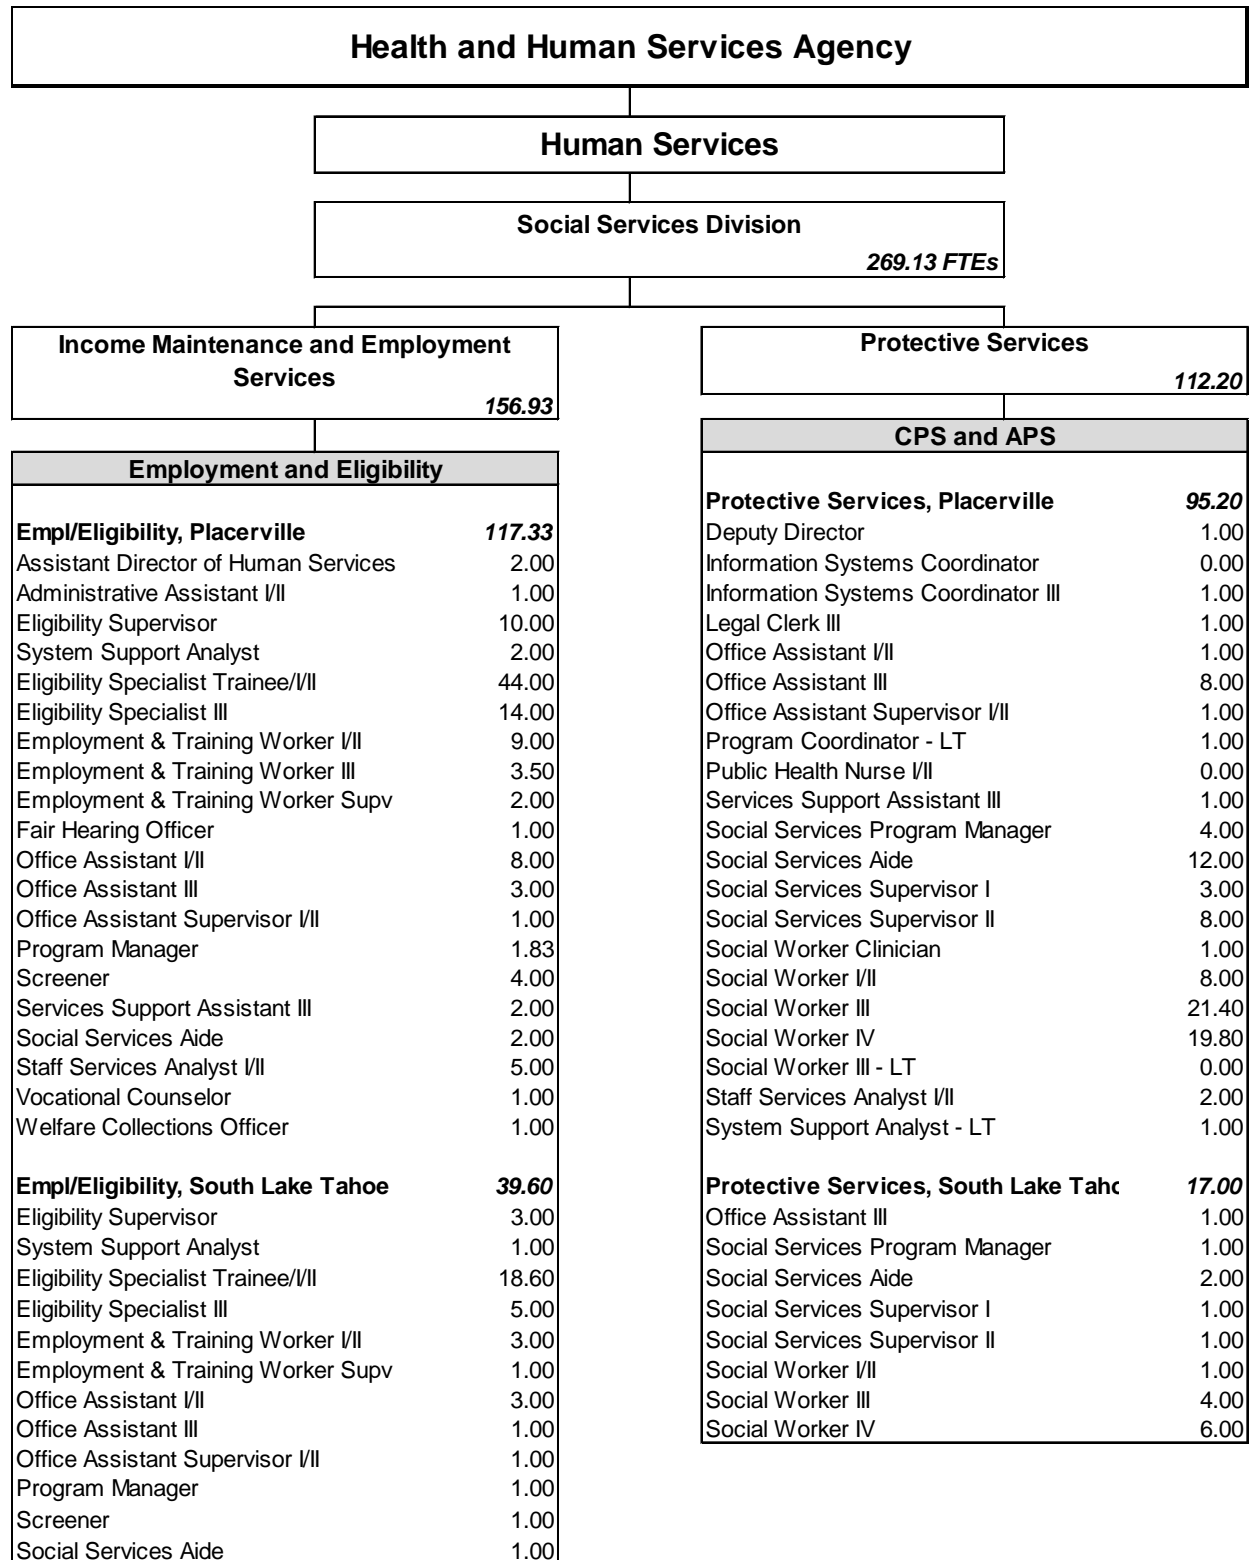 Health and Human Services Agency
Human Services
Social Services Division
269.13 FTEs
Income Maintenance and Employment
Services
156.93
Employment and Eligibility
Empl/Eligibility, Placerville 117.33
Assistant Director of Human Services 2.00
Administrative Assistant I/II 1.00
Eligibility Supervisor 10.00
System Support Analyst 2.00
Eligibility Specialist Trainee/I/II 44.00
Eligibility Specialist III 14.00
Employment & Training Worker I/II 9.00
Employment & Training Worker III 3.50
Employment & Training Worker Supv 2.00
Fair Hearing Officer 1.00
Office Assistant I/II 8.00
Office Assistant III 3.00
Office Assistant Supervisor I/II 1.00
Program Manager 1.83
Screener 4.00
Services Support Assistant III 2.00
Social Services Aide 2.00
Staff Services Analyst I/II 5.00
Vocational Counselor 1.00
Welfare Collections Officer 1.00
Empl/Eligibility, South Lake Tahoe 39.60
Eligibility Supervisor 3.00
System Support Analyst 1.00
Eligibility Specialist Trainee/I/II 18.60
Eligibility Specialist III 5.00
Employment & Training Worker I/II 3.00
Employment & Training Worker Supv 1.00
Office Assistant I/II 3.00
Office Assistant III 1.00
Office Assistant Supervisor I/II 1.00
Program Manager 1.00
Screener 1.00
Social Services Aide 1.00
Protective Services
112.20
CPS and APS
Protective Services, Placerville 95.20
Deputy Director 1.00
Information Systems Coordinator 0.00
Information Systems Coordinator III 1.00
Legal Clerk III 1.00
Office Assistant I/II 1.00
Office Assistant III 8.00
Office Assistant Supervisor I/II 1.00
Program Coordinator - LT 1.00
Public Health Nurse I/II 0.00
Services Support Assistant III 1.00
Social Services Program Manager 4.00
Social Services Aide 12.00
Social Services Supervisor I 3.00
Social Services Supervisor II 8.00
Social Worker Clinician 1.00
Social Worker I/II 8.00
Social Worker III 21.40
Social Worker IV 19.80
Social Worker III - LT 0.00
Staff Services Analyst I/II 2.00
System Support Analyst - LT 1.00
Protective Services, South Lake Taho 17.00
Office Assistant III 1.00
Social Services Program Manager 1.00
Social Services Aide 2.00
Social Services Supervisor I 1.00
Social Services Supervisor II 1.00
Social Worker I/II 1.00
Social Worker III 4.00
Social Worker IV 6.00